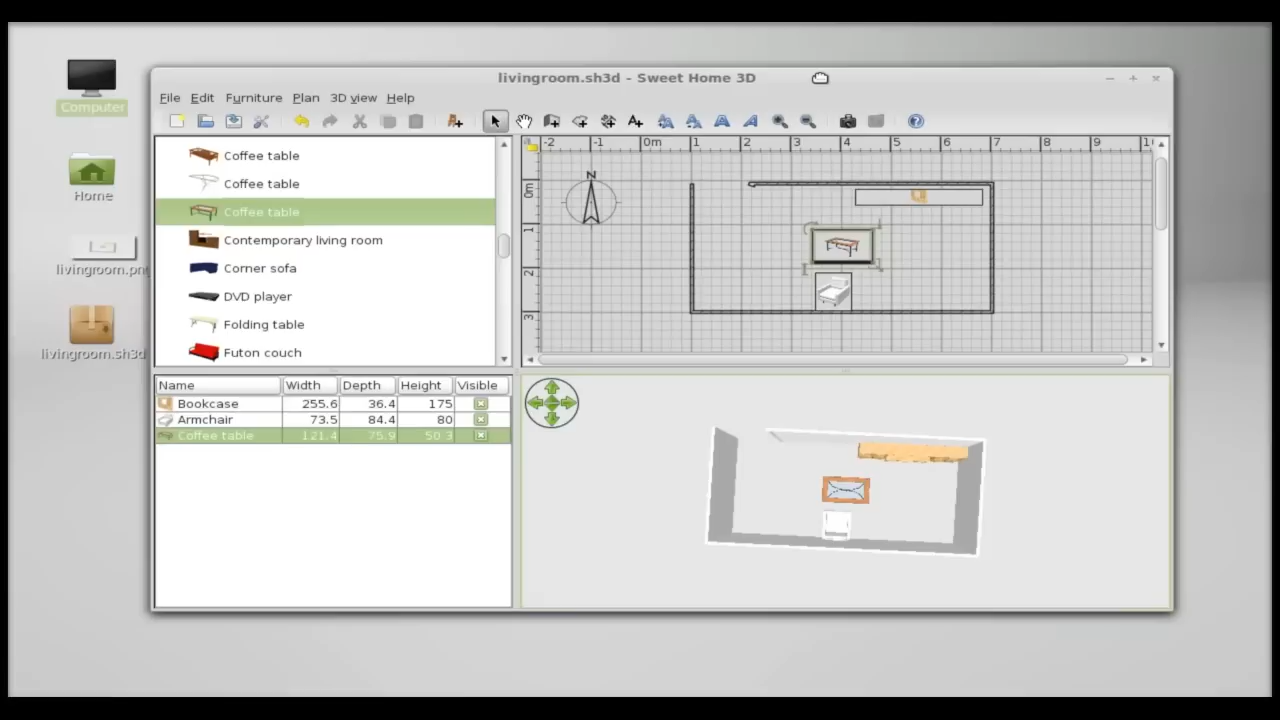 livingroom.sh3d - Sweet Home 3D
File Edit Furniture Plan 3D view Help
Computer
Home
livingroom.pn
livingroom.sh3d
Coffee table
Coffee table
Coffee table
Contemporary living room
Corner sofa
DVD player
Folding table
Futon couch
-2 -1 0m 1 2 3 4 5 6 7 8 9 1
0m
1
2
3
N
Name Width Depth Height Visible
Bookcase 255.6 36.4 175
Armchair 73.5 84.4 80
Coffee table 121.4 75.9 50.3